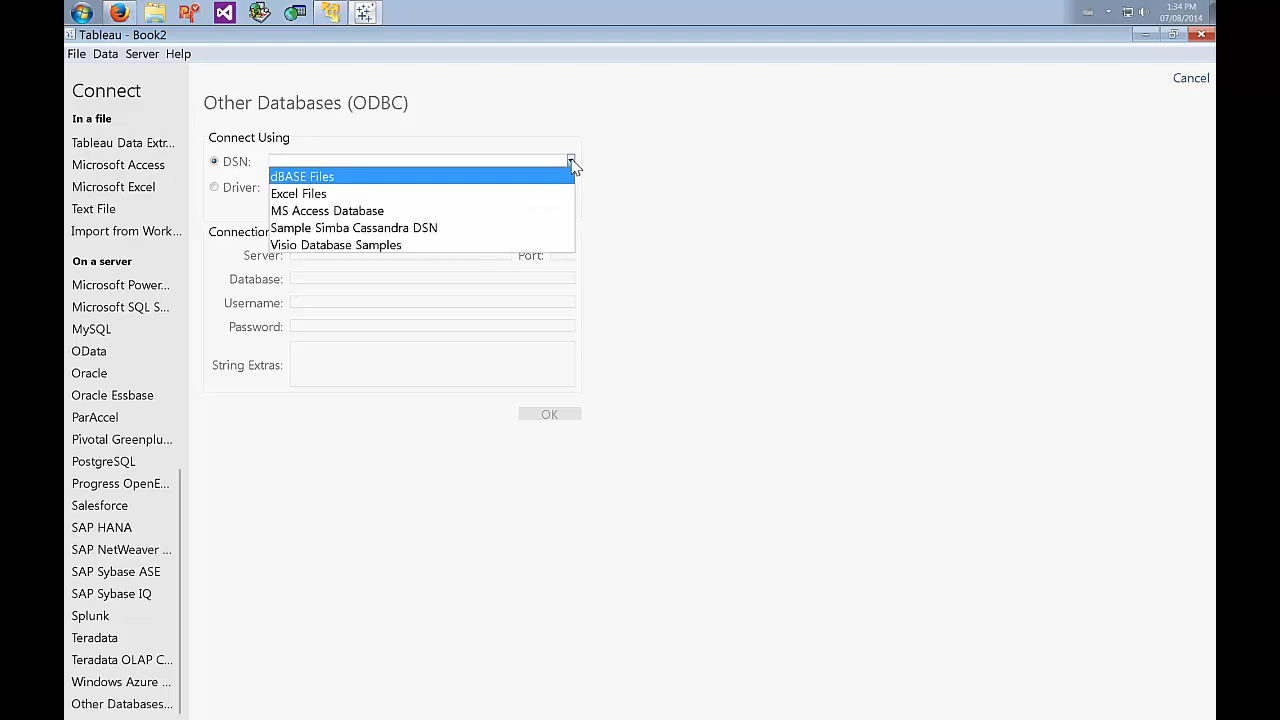 1:34 PM
07/08/2014
Tableau - Book2
File Data Server Help
Connect
In a file
Tableau Data Extr...
Microsoft Access
Microsoft Excel
Text File
Import from Work...
On a server
Microsoft Power...
Microsoft SQL S...
MySQL
OData
Oracle
Oracle Essbase
ParAccel
Pivotal Greenplu...
PostgreSQL
Progress OpenE...
Salesforce
SAP HANA
SAP NetWeaver ...
SAP Sybase ASE
SAP Sybase IQ
Splunk
Teradata
Teradata OLAP C...
Windows Azure ...
Other Databases...
Cancel
Other Databases (ODBC)
Connect Using
DSN:
dBASE Files
Driver:
Excel Files
MS Access Database
Sample Simba Cassandra DSN
Visio Database Samples
Connection
Server: Port:
Database:
Username:
Password:
String Extras:
OK